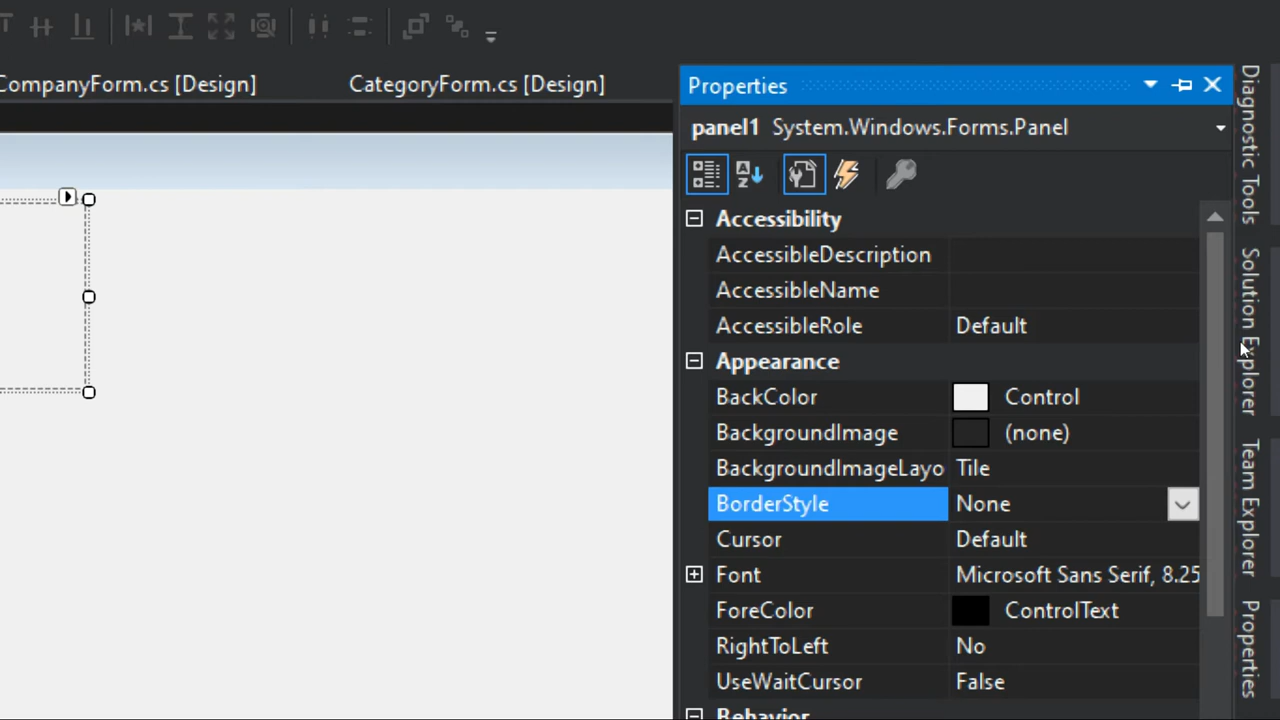 CompanyForm.cs [Design]
CategoryForm.cs [Design]
Properties
panel1 System.Windows.Forms.Panel
Accessibility
AccessibleDescription
AccessibleName
AccessibleRole Default
Appearance
BackColor Control
BackgroundImage (none)
BackgroundImageLayo Tile
BorderStyle None
Cursor Default
Font Microsoft Sans Serif, 8.25
ForeColor ControlText
RightToLeft No
UseWaitCursor False
Behavior
Diagnostic Tools
Solution Explorer
Team Explorer
Properties